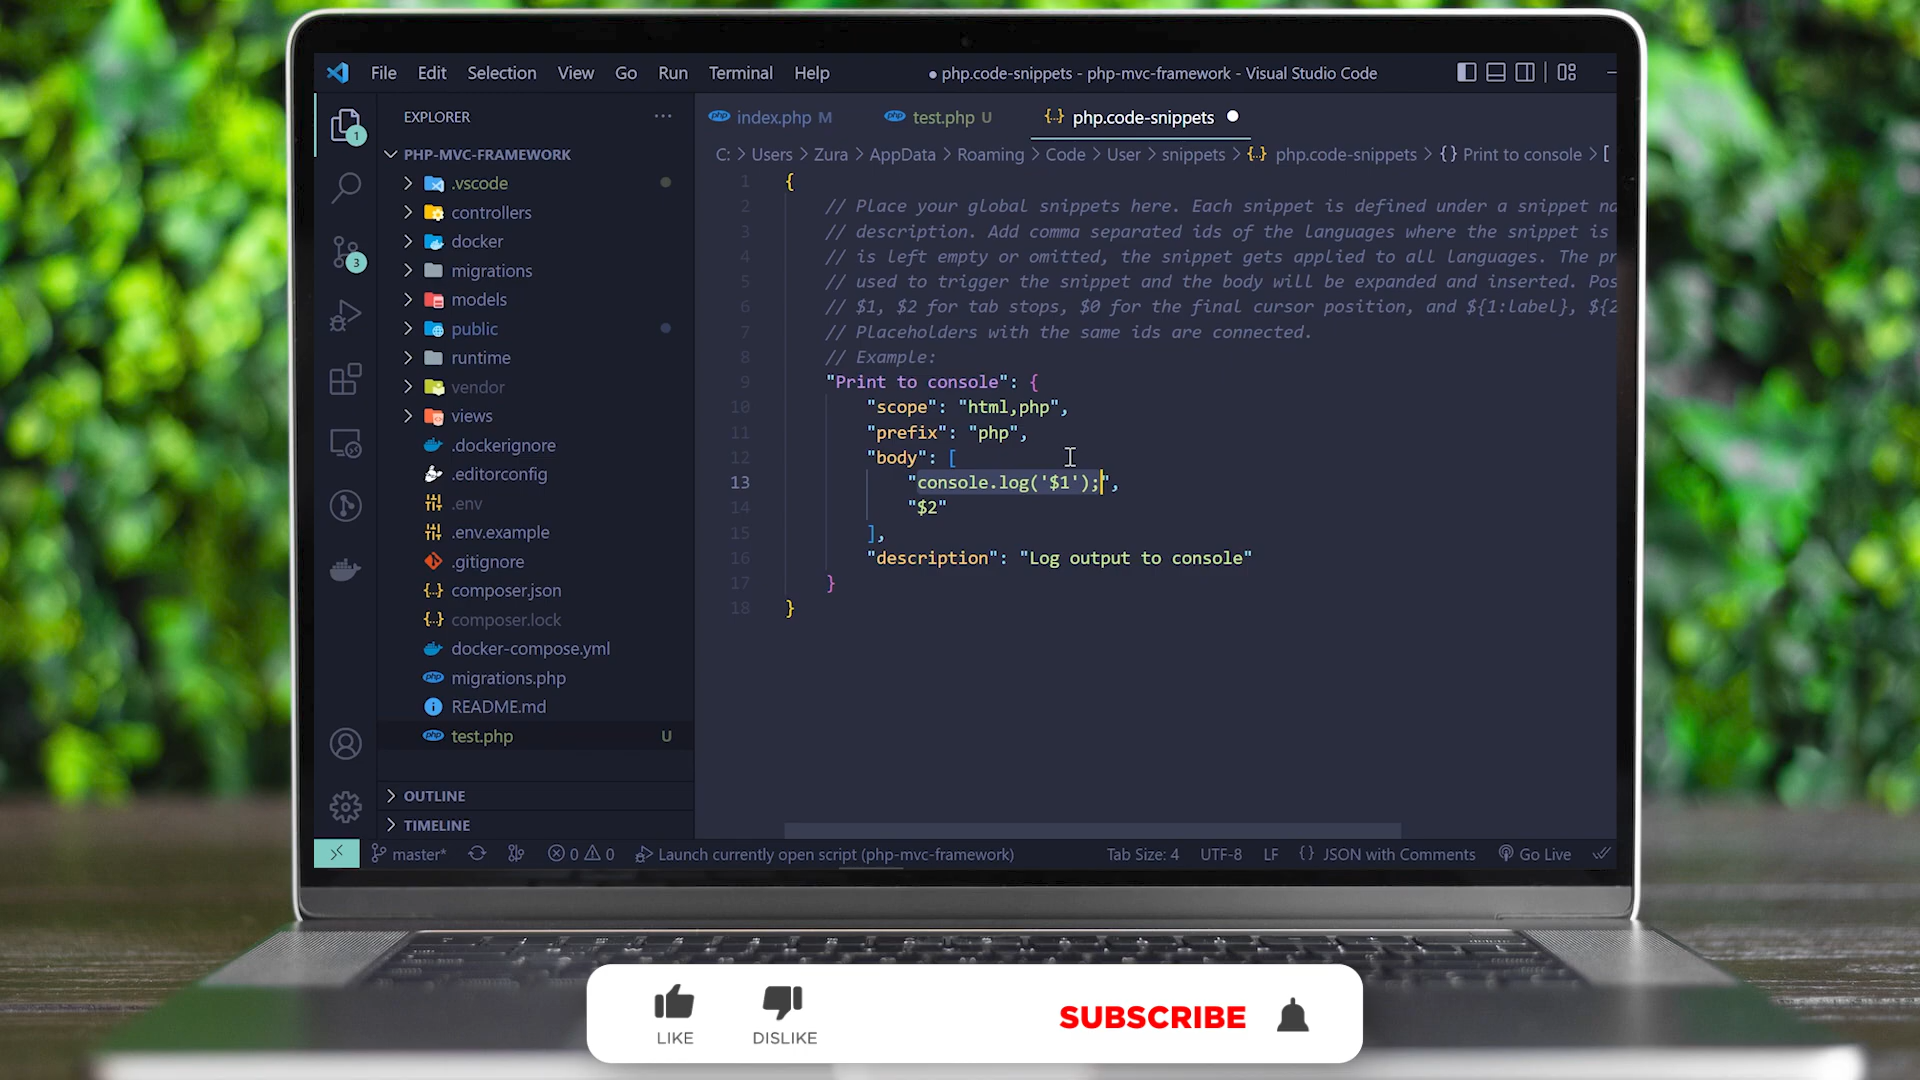 File Edit Selection View Go Run Terminal Help
● php.code-snippets - php-mvc-framework - Visual Studio Code
EXPLORER
PHP-MVC-FRAMEWORK
.vscode
controllers
docker
migrations
models
public
runtime
vendor
views
.dockerignore
.editorconfig
.env
.env.example
.gitignore
composer.json
composer.lock
docker-compose.yml
migrations.php
README.md
test.php U
OUTLINE
TIMELINE
1
3
index.php M test.php U {..} php.code-snippets
C: > Users > Zura > AppData > Roaming > Code > User > snippets > {..} php.code-snippets > {} Print to console > [
1 {
2 // Place your global snippets here. Each snippet is defined under a snippet na
3 // description. Add comma separated ids of the languages where the snippet is
4 // is left empty or omitted, the snippet gets applied to all languages. The pr
5 // used to trigger the snippet and the body will be expanded and inserted. Pos
6 // $1, $2 for tab stops, $0 for the final cursor position, and ${1:label}, ${2
7 // Placeholders with the same ids are connected.
8 // Example:
9 "Print to console": {
10 "scope": "html,php",
11 "prefix": "php",
12 "body": [
13 "console.log('$1');",
14 "$2"
15 ],
16 "description": "Log output to console"
17 }
18 }
master* 0 0 Launch currently open script (php-mvc-framework) Tab Size: 4 UTF-8 LF {} JSON with Comments Go Live
LIKE DISLIKE SUBSCRIBE